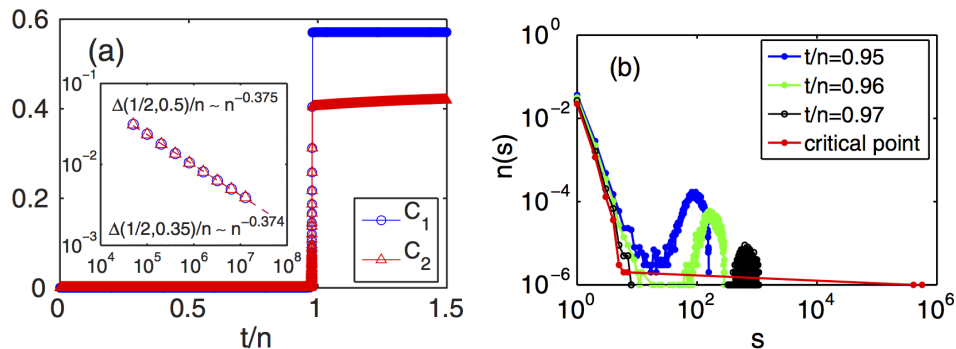 (a)
0.6
0.4
0.2
0
0
0.5
1
1.5
t/n
C₁
C₂
Δ(1/2,0.5)/n ~ n^−0.375
Δ(1/2,0.35)/n ~ n^−0.374
10^−1
10^−2
10^−3
10^4 10^5 10^6 10^7 10^8
(b)
t/n=0.95
t/n=0.96
t/n=0.97
critical point
n(s)
10^0
10^−2
10^−4
10^−6
10^0 10^2 10^4 10^6
s